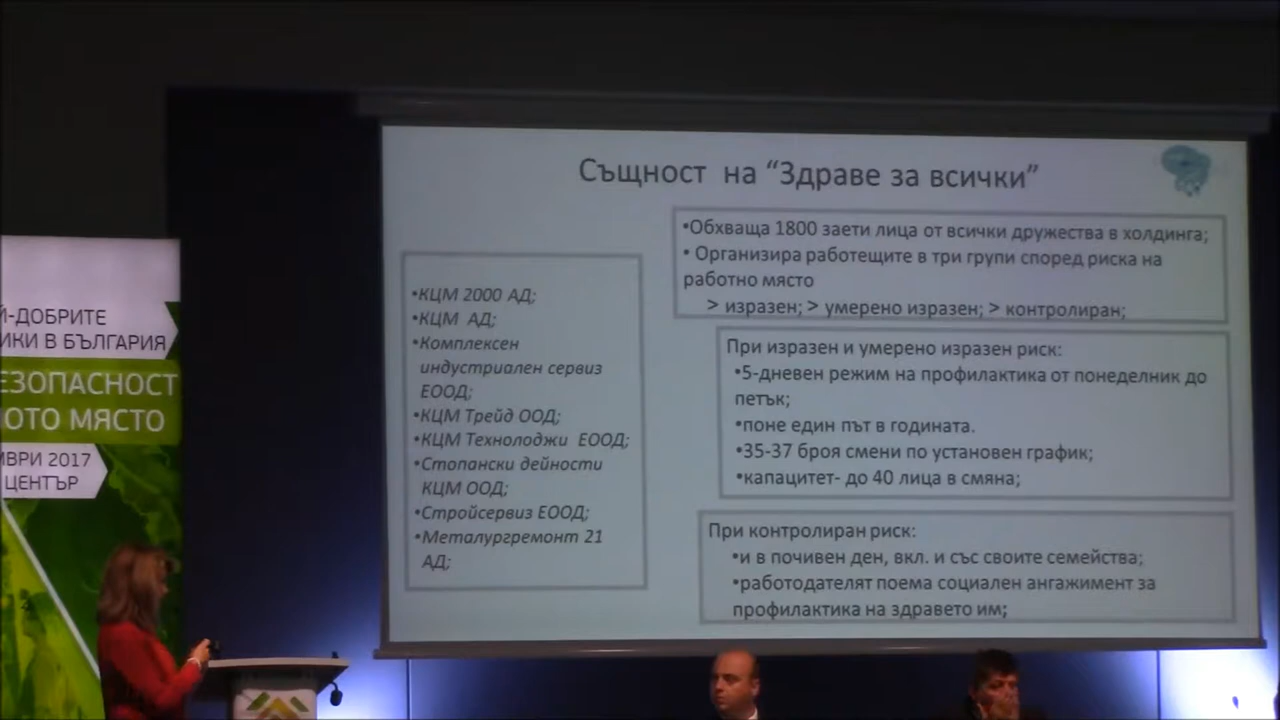 Същност на “Здраве за всички”
•КЦМ 2000 АД;
•КЦМ АД;
•Комплексен
индустриален сервиз
ЕООД;
•КЦМ Трейд ООД;
•КЦМ Технолоджи ЕООД;
•Стопански дейности
КЦМ ООД;
•Стройсервиз ЕООД;
•Металургремонт 21
АД;
•Обхваща 1800 заети лица от всички дружества в холдинга;
• Организира работещите в три групи според риска на
работно място
> изразен; > умерено изразен; > контролиран;
При изразен и умерено изразен риск:
•5-дневен режим на профилактика от понеделник до
петък;
•поне един път в годината.
•35-37 броя смени по установен график;
•капацитет- до 40 лица в смяна;
При контролиран риск:
•и в почивен ден, вкл. и със своите семейства;
•работодателят поема социален ангажимент за
профилактика на здравето им;
Й-ДОБРИТЕ
ИКИ В БЪЛГАРИЯ
ЕЗОПАСНОСТ
ОТО МЯСТО
МВРИ 2017
ЦЕНТЪР